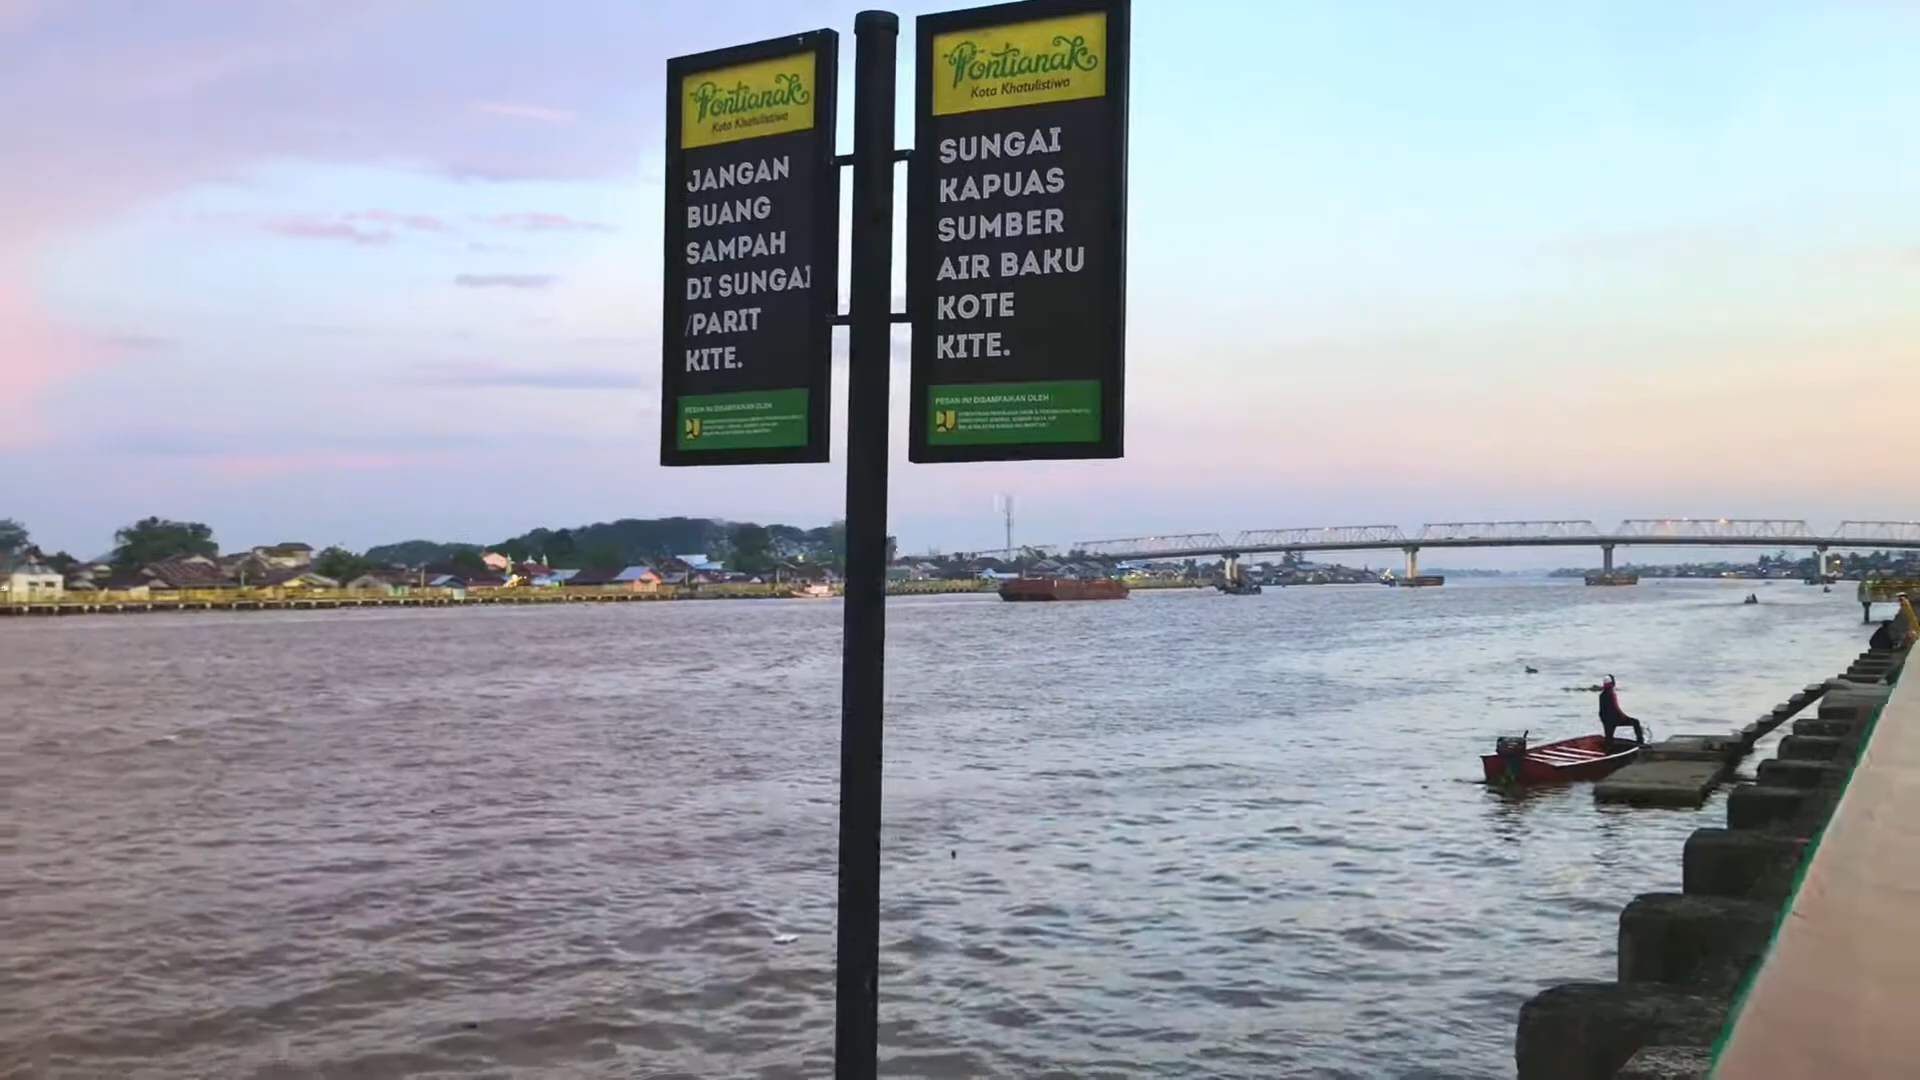 Pontianak
Kota Khatulistiwa
JANGAN
BUANG
SAMPAH
DI SUNGAI
/PARIT
KITE.
PESAN INI DISAMPAIKAN OLEH
Pontianak
Kota Khatulistiwa
SUNGAI
KAPUAS
SUMBER
AIR BAKU
KOTE
KITE.
PESAN INI DISAMPAIKAN OLEH :